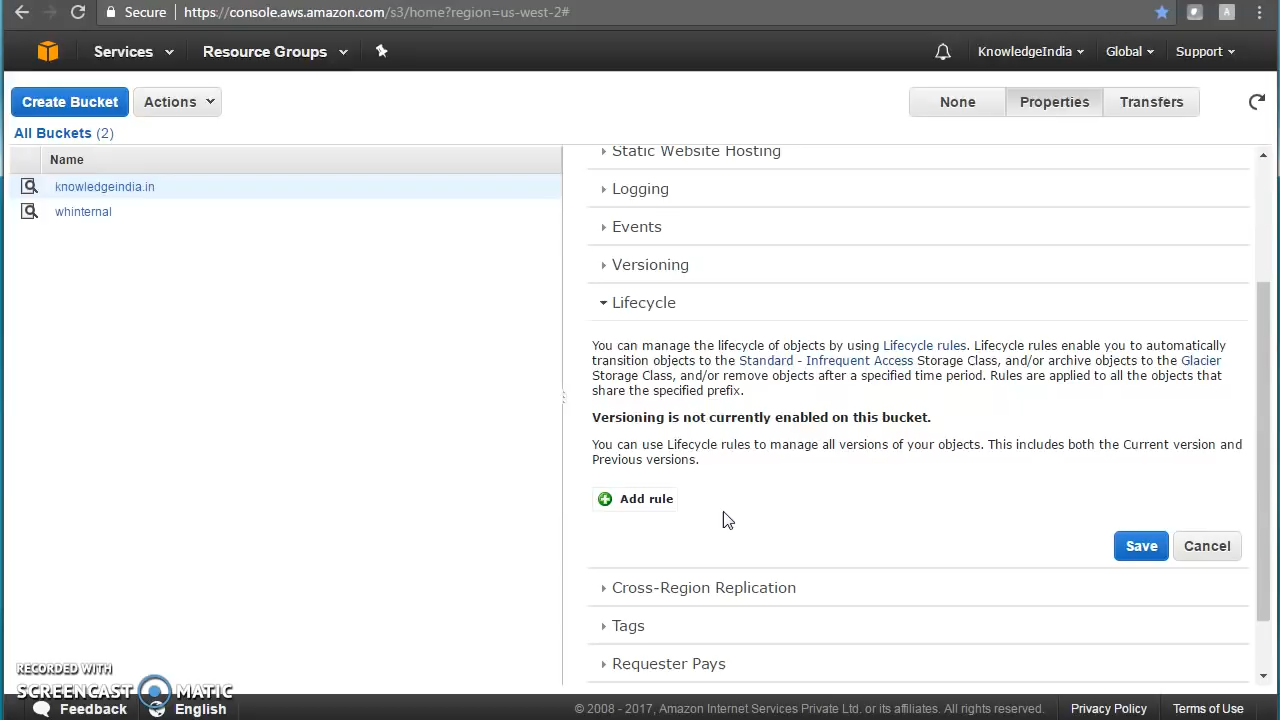 Secure https://console.aws.amazon.com/s3/home?region=us-west-2#
Services Resource Groups KnowledgeIndia Global Support
Create Bucket Actions None Properties Transfers
All Buckets (2)
Name
knowledgeindia.in
whinternal
Static Website Hosting
Logging
Events
Versioning
Lifecycle
You can manage the lifecycle of objects by using Lifecycle rules. Lifecycle rules enable you to automatically
transition objects to the Standard - Infrequent Access Storage Class, and/or archive objects to the Glacier
Storage Class, and/or remove objects after a specified time period. Rules are applied to all the objects that
share the specified prefix.
Versioning is not currently enabled on this bucket.
You can use Lifecycle rules to manage all versions of your objects. This includes both the Current version and
Previous versions.
Add rule
Save Cancel
Cross-Region Replication
Tags
Requester Pays
RECORDED WITH
SCREENCAST MATIC
Feedback English © 2008 - 2017, Amazon Internet Services Private Ltd. or its affiliates. All rights reserved. Privacy Policy Terms of Use